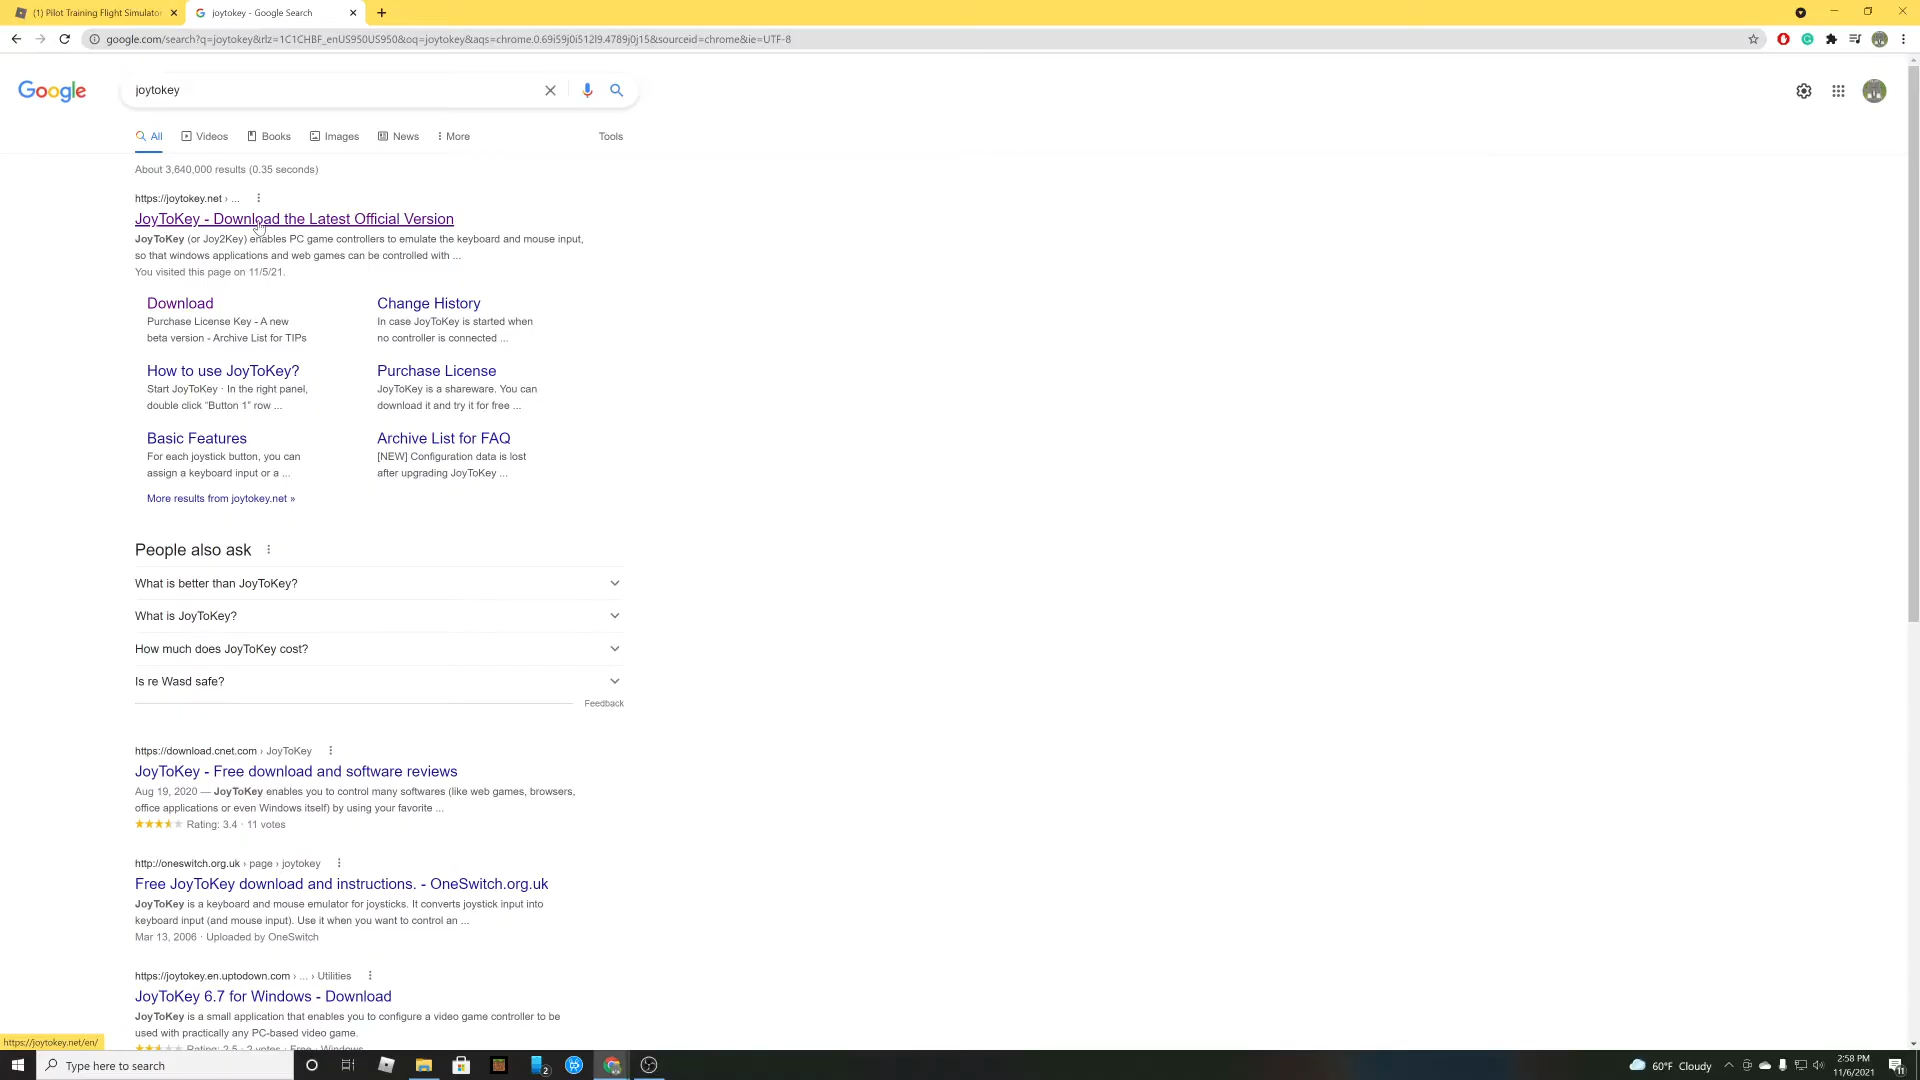 (1) Pilot Training Flight Simulator
joytokey - Google Search
google.com/search?q=joytokey&rlz=1C1CHBF_enUS950US950&oq=joytokey&aqs=chrome.0.69i59j0i512l9.4789j0j15&sourceid=chrome&ie=UTF-8
Google
joytokey
All Videos Books Images News More Tools
About 3,640,000 results (0.35 seconds)
https://joytokey.net › ...
JoyToKey - Download the Latest Official Version
JoyToKey (or Joy2Key) enables PC game controllers to emulate the keyboard and mouse input,
so that windows applications and web games can be controlled with ...
You visited this page on 11/5/21.
Download
Purchase License Key - A new
beta version - Archive List for TIPs
Change History
In case JoyToKey is started when
no controller is connected ...
How to use JoyToKey?
Start JoyToKey · In the right panel,
double click “Button 1” row ...
Purchase License
JoyToKey is a shareware. You can
download it and try it for free ...
Basic Features
For each joystick button, you can
assign a keyboard input or a ...
Archive List for FAQ
[NEW] Configuration data is lost
after upgrading JoyToKey ...
More results from joytokey.net »
People also ask
What is better than JoyToKey?
What is JoyToKey?
How much does JoyToKey cost?
Is re Wasd safe?
Feedback
https://download.cnet.com › JoyToKey
JoyToKey - Free download and software reviews
Aug 19, 2020 — JoyToKey enables you to control many softwares (like web games, browsers,
office applications or even Windows itself) by using your favorite ...
Rating: 3.4 · 11 votes
http://oneswitch.org.uk › page › joytokey
Free JoyToKey download and instructions. - OneSwitch.org.uk
JoyToKey is a keyboard and mouse emulator for joysticks. It converts joystick input into
keyboard input (and mouse input). Use it when you want to control an ...
Mar 13, 2006 · Uploaded by OneSwitch
https://joytokey.en.uptodown.com › ... › Utilities
JoyToKey 6.7 for Windows - Download
JoyToKey is a small application that enables you to configure a video game controller to be
used with practically any PC-based video game.
Rating: 2.5 · 2 votes · Free · Windows
https://joytokey.net/en/
Type here to search
2
60°F Cloudy
2:58 PM
11/6/2021
11